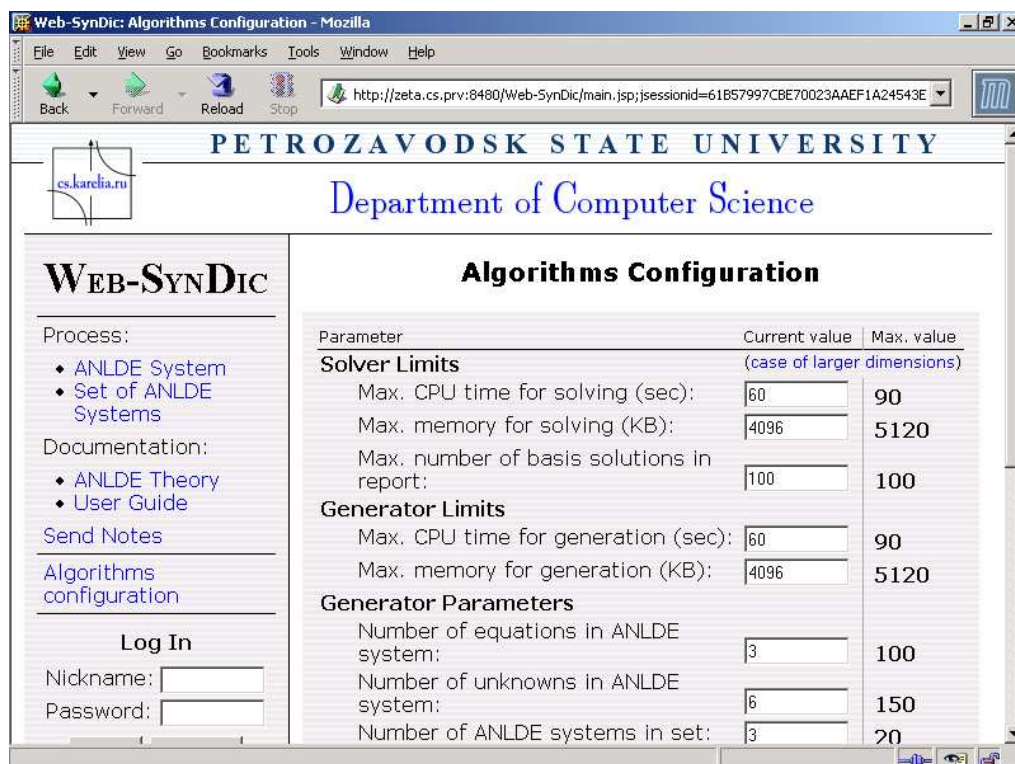 Web-SynDic: Algorithms Configuration - Mozilla
File Edit View Go Bookmarks Tools Window Help
Back Forward Reload Stop
http://zeta.cs.prv:8480/Web-SynDic/main.jsp;jsessionid=61B57997CBE70023AAEF1A24543E
PETROZAVODSK STATE UNIVERSITY
cs.karelia.ru
Department of Computer Science
WEB-SYNDIC
Process:
ANLDE System
Set of ANLDE
Systems
Documentation:
ANLDE Theory
User Guide
Send Notes
Algorithms
configuration
Log In
Nickname:
Password:
Algorithms Configuration
Parameter Current value Max. value
Solver Limits (case of larger dimensions)
Max. CPU time for solving (sec): 60 90
Max. memory for solving (KB): 4096 5120
Max. number of basis solutions in
report: 100 100
Generator Limits
Max. CPU time for generation (sec): 60 90
Max. memory for generation (KB): 4096 5120
Generator Parameters
Number of equations in ANLDE
system: 3 100
Number of unknowns in ANLDE
system: 6 150
Number of ANLDE systems in set: 3 20